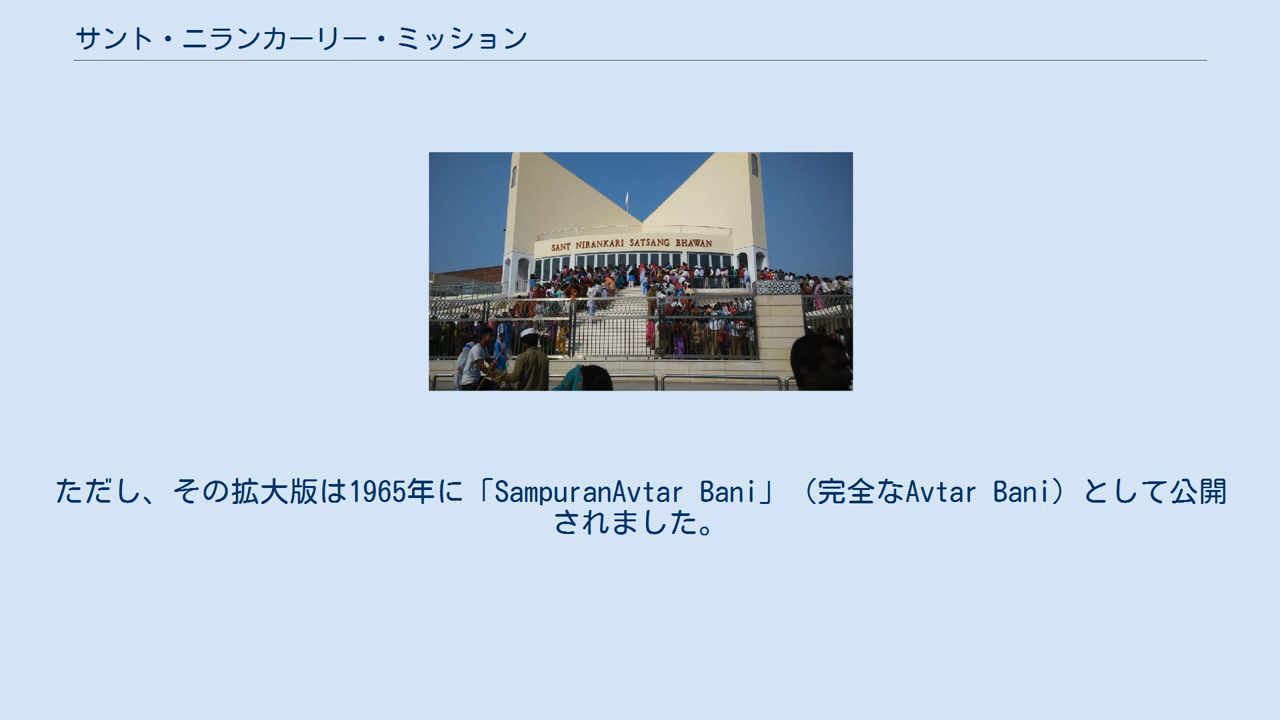 サント・ニランカーリー・ミッション
SANT NIRANKARI SATSANG BHAWAN
ただし、その拡大版は1965年に「SampuranAvtar Bani」（完全なAvtar Bani）として公開
されました。